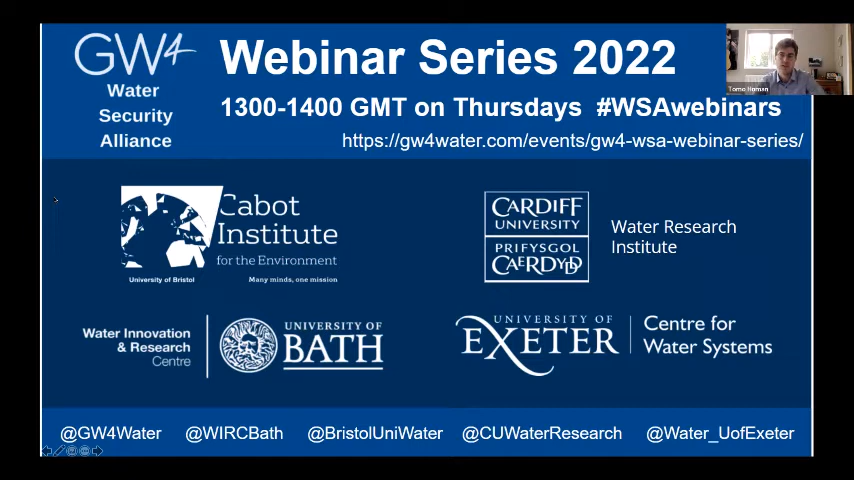 GW4
Water
Security
Alliance
Webinar Series 2022
1300-1400 GMT on Thursdays #WSAwebinars
https://gw4water.com/events/gw4-wsa-webinar-series/
Cabot
Institute
for the Environment
University of Bristol
Many minds, one mission
CARDIFF
UNIVERSITY
PRIFYSGOL
CAERDYDD
Water Research
Institute
Water Innovation
& Research
Centre
UNIVERSITY OF
BATH
UNIVERSITY OF
EXETER
Centre for
Water Systems
@GW4Water @WIRCBath @BristolUniWater @CUWaterResearch @Water_UofExeter